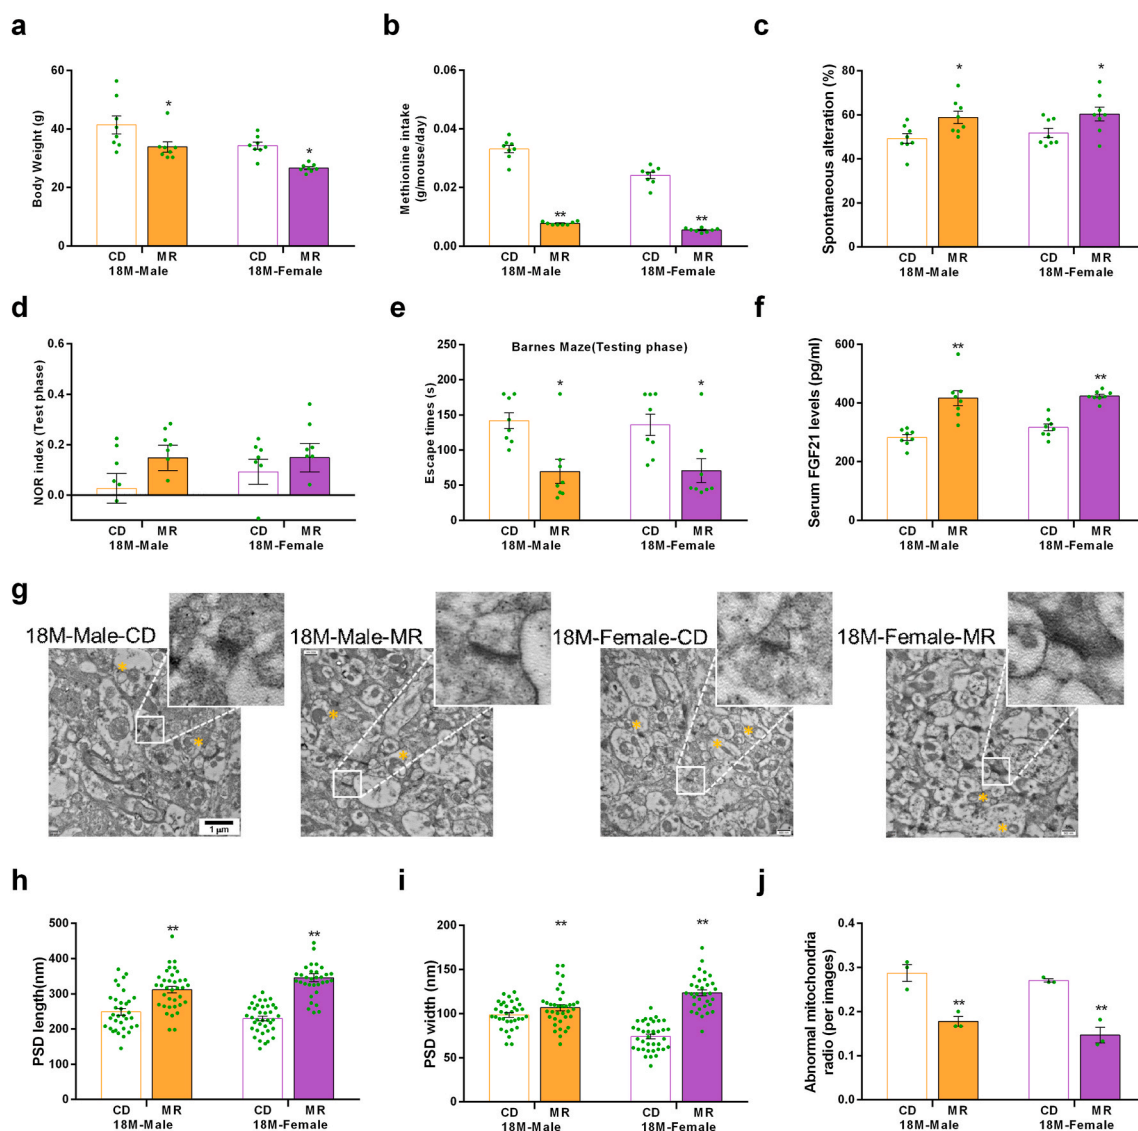 a
Body Weight (g)
60
40
20
0
CD MR CD MR
18M-Male 18M-Female
b
Methionine intake
(g/mouse/day)
0.06
0.04
0.02
0.00
** **
CD MR CD MR
18M-Male 18M-Female
c
Spontaneous alteration (%)
80
60
40
20
0
* *
CD MR CD MR
18M-Male 18M-Female
d
NOR index (Test phase)
0.6
0.4
0.2
0.0
CD MR CD MR
18M-Male 18M-Female
e
Barnes Maze(Testing phase)
Escape times (s)
250
200
150
100
50
0
* *
CD MR CD MR
18M-Male 18M-Female
f
Serum FGF21 levels (pg/ml)
600
400
200
0
** **
CD MR CD MR
18M-Male 18M-Female
g
18M-Male-CD
18M-Male-MR
18M-Female-CD
18M-Female-MR
1 μm
h
PSD length(nm)
500
400
300
200
100
0
** **
CD MR CD MR
18M-Male 18M-Female
i
PSD width (nm)
200
150
100
50
0
** **
CD MR CD MR
18M-Male 18M-Female
j
Abnormal mitochondria
radio (per images)
0.4
0.3
0.2
0.1
** **
CD MR CD MR
18M-Male 18M-Female